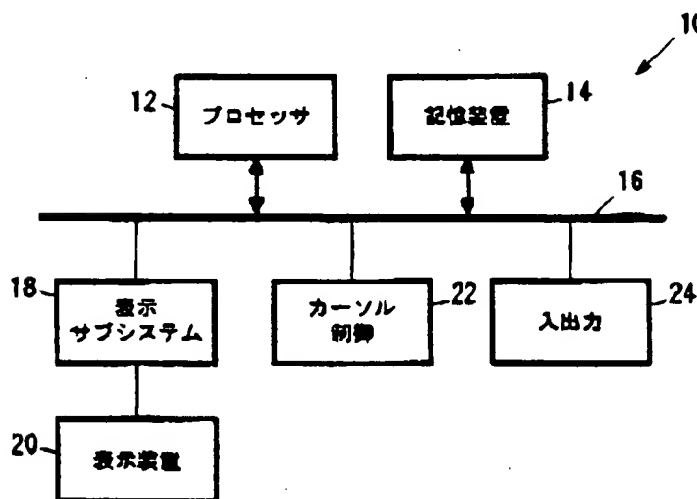 10
12
プロセッサ
記憶装置
14
16
18
表示
サブシステム
カーソル
制御
22
入出力
24
20
表示装置